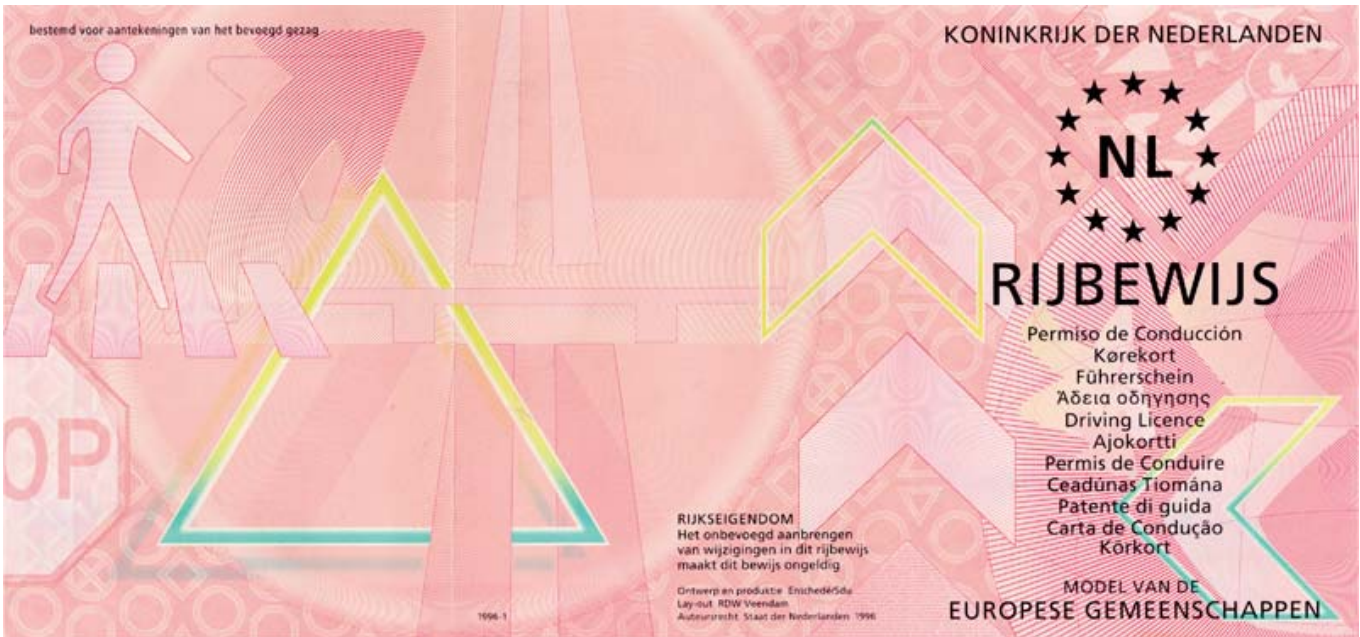 bestemd voor aantekeningen van het bevoegd gezag
OP
1996-1
RIJKSEIGENDOM
Het onbevoegd aanbrengen
van wijzigingen in dit rijbewijs
maakt dit bewijs ongeldig
Ontwerp en produktie Enschedé/Sdu
Lay-out RDW Veendam
Auteursrecht Staat der Nederlanden 1996
KONINKRIJK DER NEDERLANDEN
NL
RIJBEWIJS
Permiso de Conducción
Kørekort
Führerschein
Άδεια οδήγησης
Driving Licence
Ajokortti
Permis de Conduire
Ceadúnas Tiomána
Patente di guida
Carta de Condução
Körkort
MODEL VAN DE
EUROPESE GEMEENSCHAPPEN